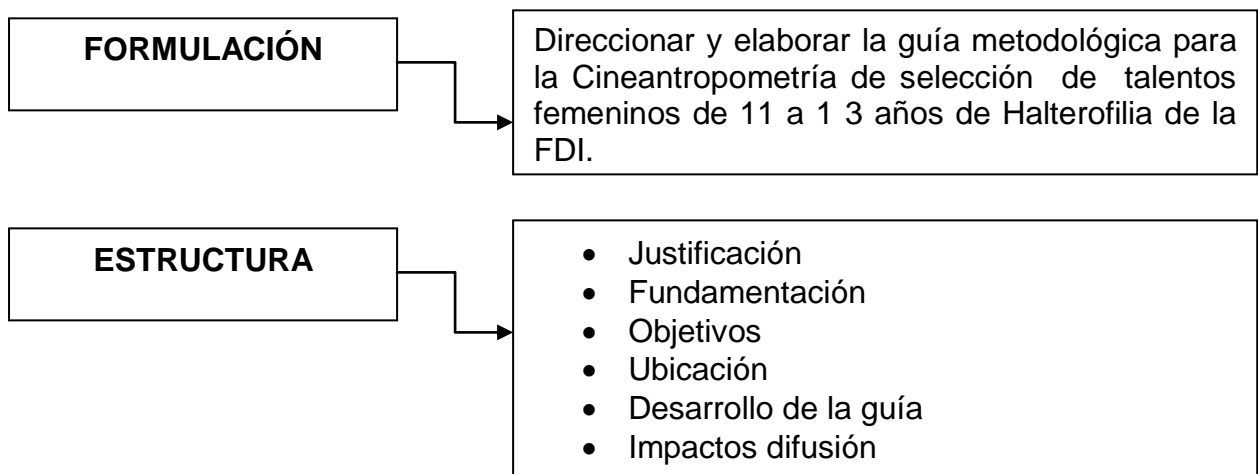 FORMULACIÓN
Direccionar y elaborar la guía metodológica para
la Cineantropometría de selección de talentos
femeninos de 11 a 1 3 años de Halterofilia de la
FDI.
ESTRUCTURA
• Justificación
• Fundamentación
• Objetivos
• Ubicación
• Desarrollo de la guía
• Impactos difusión